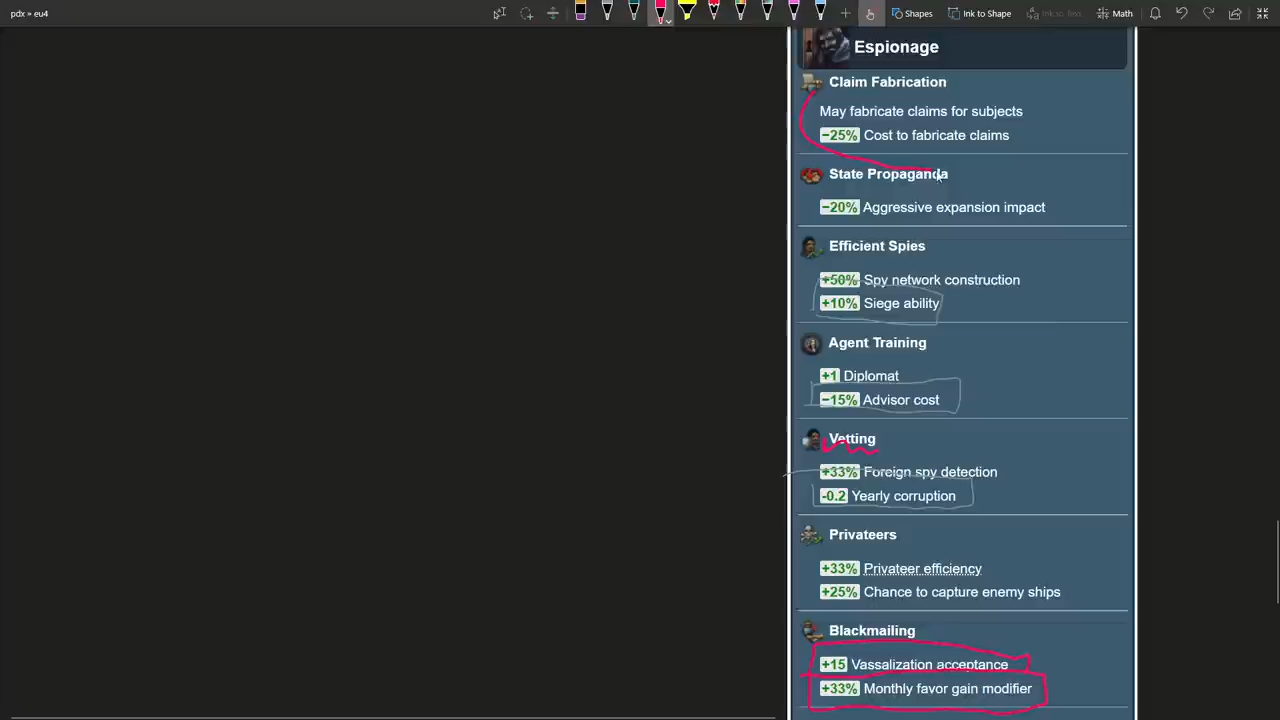 pdx » eu4
Shapes
Ink to Shape
Ink to Text
Math
Espionage
Claim Fabrication
May fabricate claims for subjects
−25% Cost to fabricate claims
State Propaganda
−20% Aggressive expansion impact
Efficient Spies
+50% Spy network construction
+10% Siege ability
Agent Training
+1 Diplomat
−15% Advisor cost
Vetting
+33% Foreign spy detection
-0.2 Yearly corruption
Privateers
+33% Privateer efficiency
+25% Chance to capture enemy ships
Blackmailing
+15 Vassalization acceptance
+33% Monthly favor gain modifier